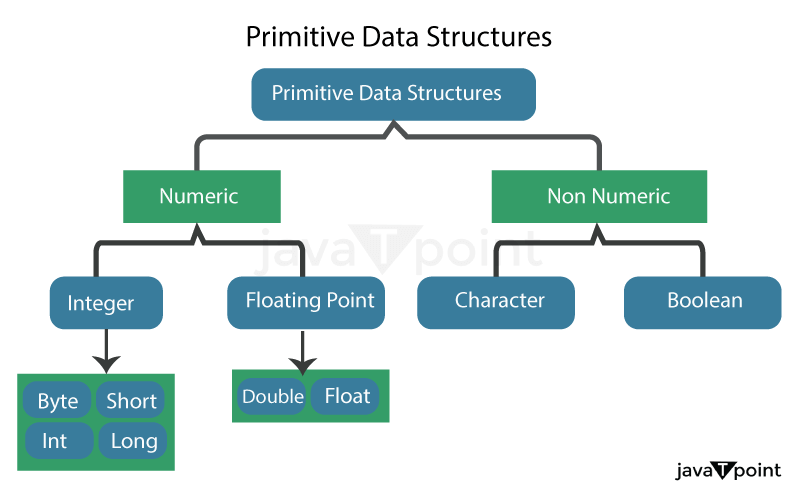 Primitive Data Structures
Primitive Data Structures
Numeric
Non Numeric
javaTpoint
Integer
Floating Point
Character
Boolean
Byte
Short
Double
Float
Int
Long
javaTpoint